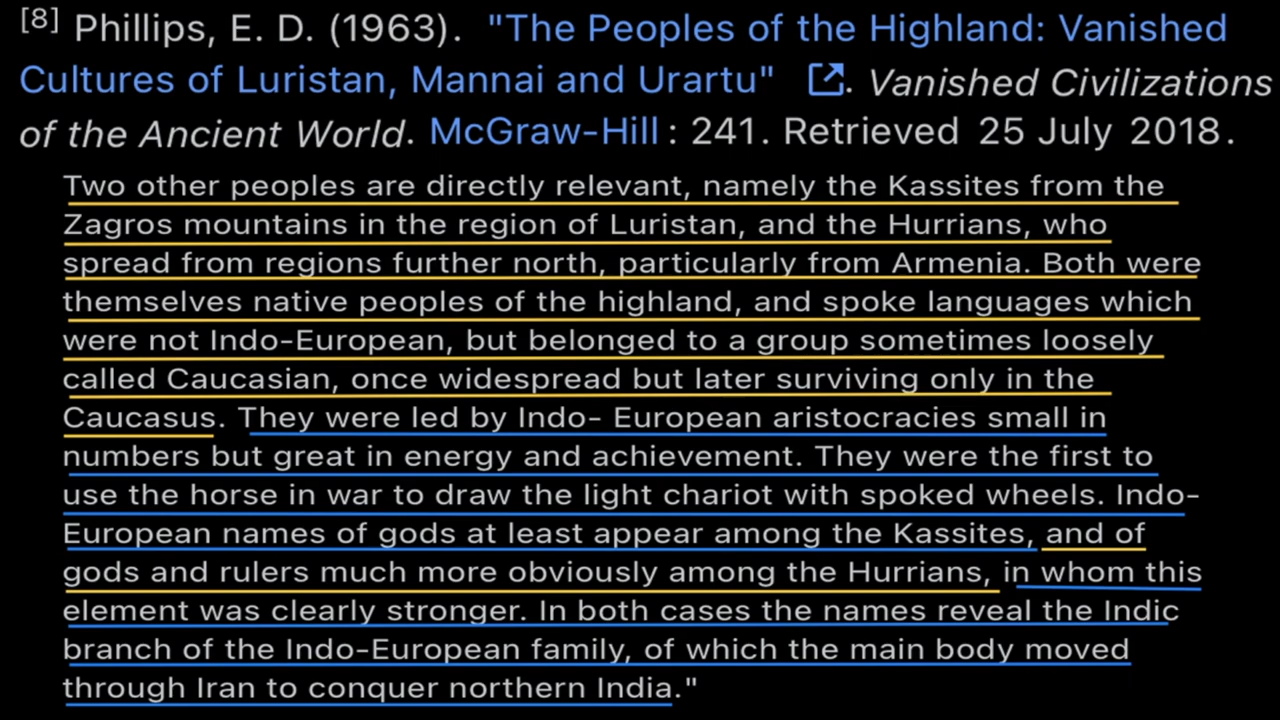 [8] Phillips, E. D. (1963). "The Peoples of the Highland: Vanished
Cultures of Luristan, Mannai and Urartu" . Vanished Civilizations
of the Ancient World. McGraw-Hill : 241. Retrieved 25 July 2018.
Two other peoples are directly relevant, namely the Kassites from the
Zagros mountains in the region of Luristan, and the Hurrians, who
spread from regions further north, particularly from Armenia. Both were
themselves native peoples of the highland, and spoke languages which
were not Indo-European, but belonged to a group sometimes loosely
called Caucasian, once widespread but later surviving only in the
Caucasus. They were led by Indo- European aristocracies small in
numbers but great in energy and achievement. They were the first to
use the horse in war to draw the light chariot with spoked wheels. Indo-
European names of gods at least appear among the Kassites, and of
gods and rulers much more obviously among the Hurrians, in whom this
element was clearly stronger. In both cases the names reveal the Indic
branch of the Indo-European family, of which the main body moved
through Iran to conquer northern India."